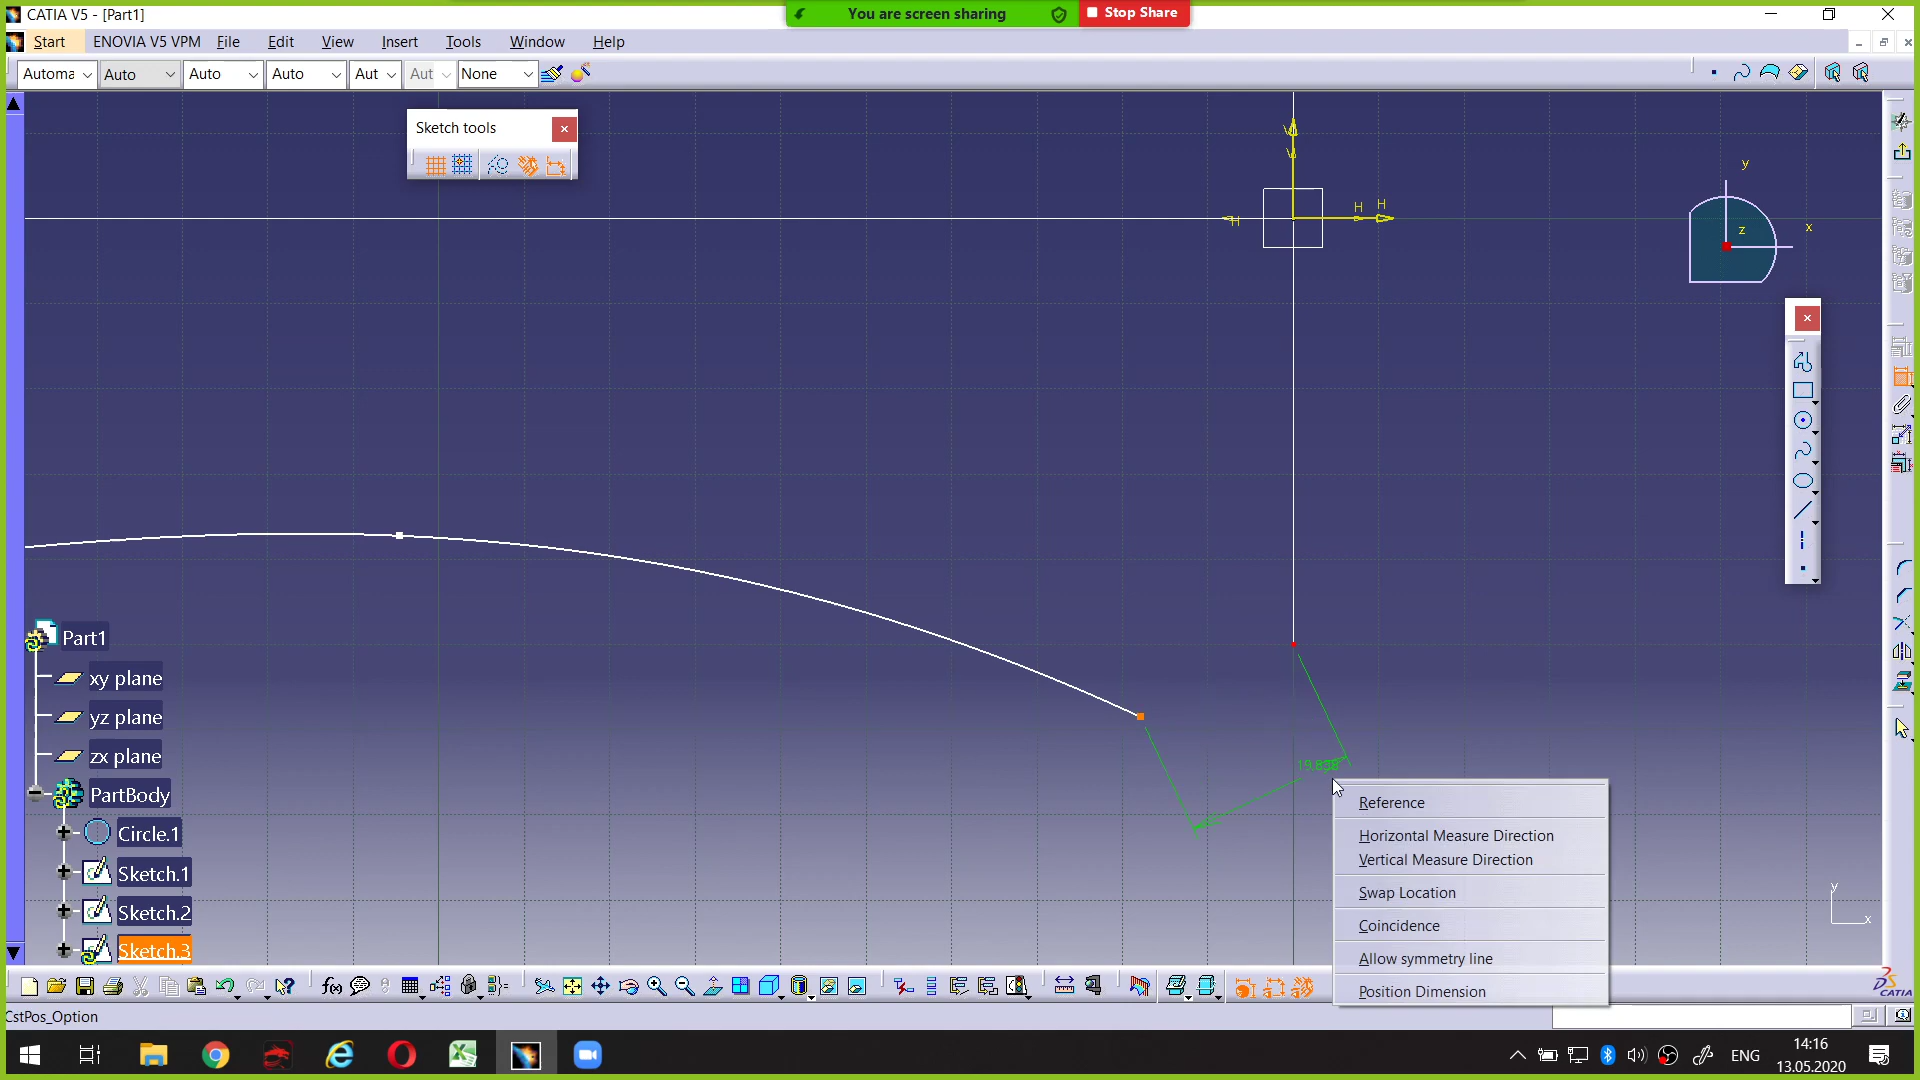 CATIA V5 - [Part1]
You are screen sharing
Stop Share
Start
ENOVIA V5 VPM
File
Edit
View
Insert
Tools
Window
Help
Automa
Auto
Auto
Auto
Aut
Aut
None
Sketch tools
V
V
H
H
H
y
z
x
Part1
xy plane
yz plane
zx plane
PartBody
Circle.1
Sketch.1
Sketch.2
Sketch.3
19.838
Reference
Horizontal Measure Direction
Vertical Measure Direction
Swap Location
Coincidence
Allow symmetry line
Position Dimension
y
x
f(x)
CATIA
CstPos_Option
ENG
14:16
13.05.2020